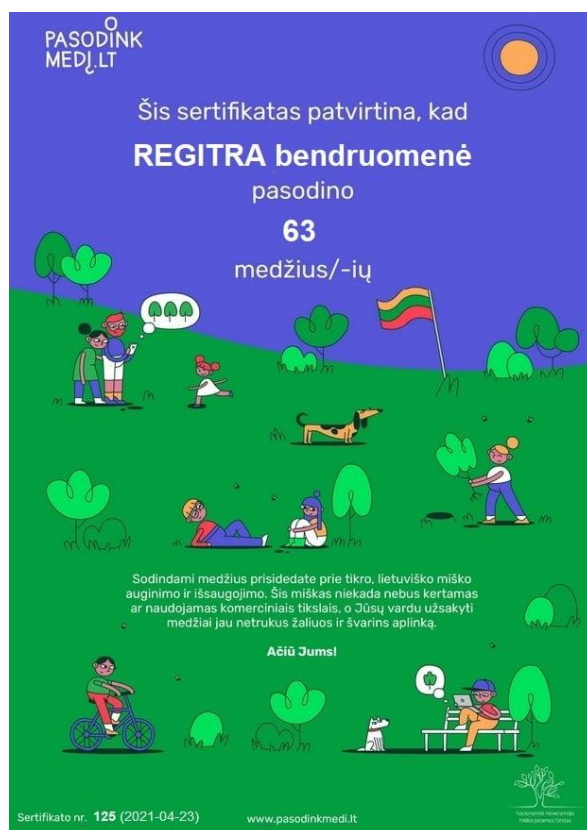 PASODINK
MEDĮ.LT
Šis sertifikatas patvirtina, kad
REGITRA bendruomenė
pasodino
63
medžius/-ių
Sodindami medžius prisidedate prie tikro, lietuviško miško
auginimo ir išsaugojimo. Šis miškas niekada nebus kertamas
ar naudojamas komerciniais tikslais, o Jūsų vardu užsakyti
medžiai jau netrukus žaliuos ir švarins aplinką.
Ačiū Jums!
Sertifikato nr. 125 (2021-04-23)
www.pasodinkmedi.lt